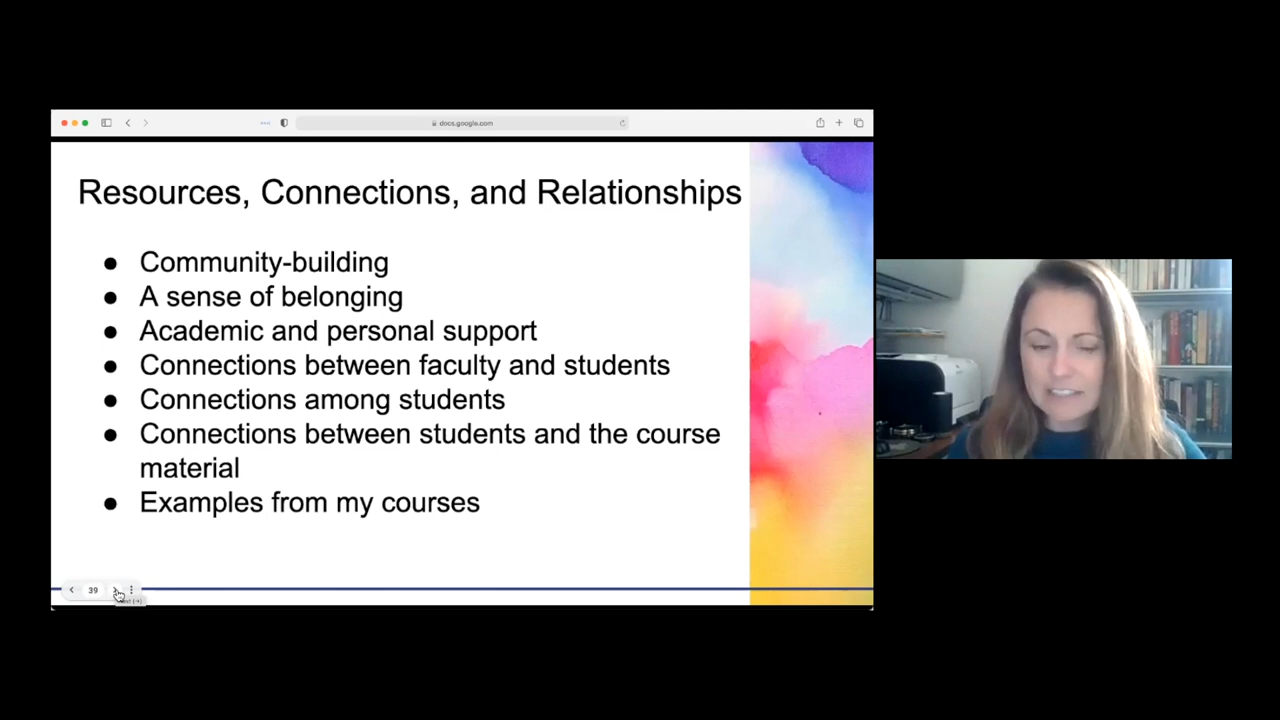 docs.google.com
Resources, Connections, and Relationships
● Community-building
● A sense of belonging
● Academic and personal support
● Connections between faculty and students
● Connections among students
● Connections between students and the course
material
● Examples from my courses
39